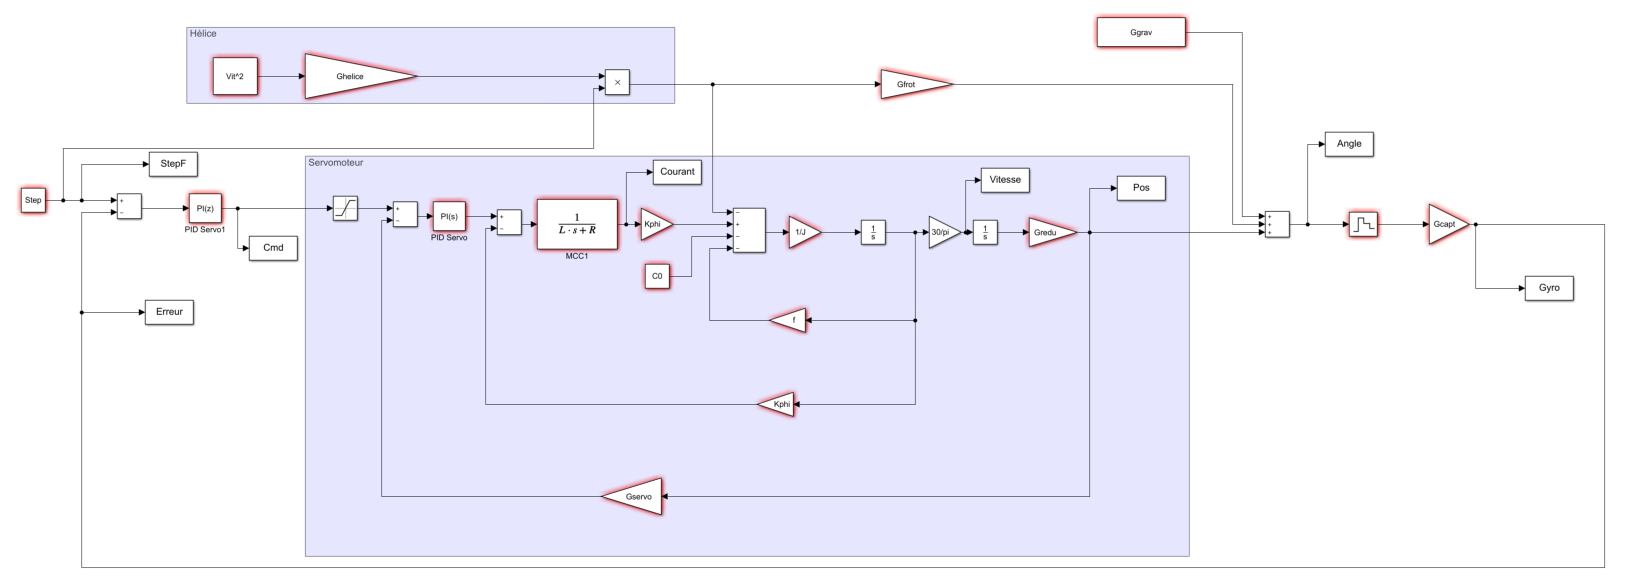 Hélice
Vit^2
Ghelice
×
Ggrav
Gfrot
Servomoteur
StepF
Step
+
−
PI(z)
PID Servo1
Cmd
Erreur
+
−
PI(s)
PID Servo
+
−
1
L · s + R
MCC1
Courant
Kphi
C0
−
+
−
−
1/J
1
s
30/pi
Vitesse
1
s
Gredu
Pos
f
Kphi
Gservo
+
+
+
Angle
Gcapt
Gyro